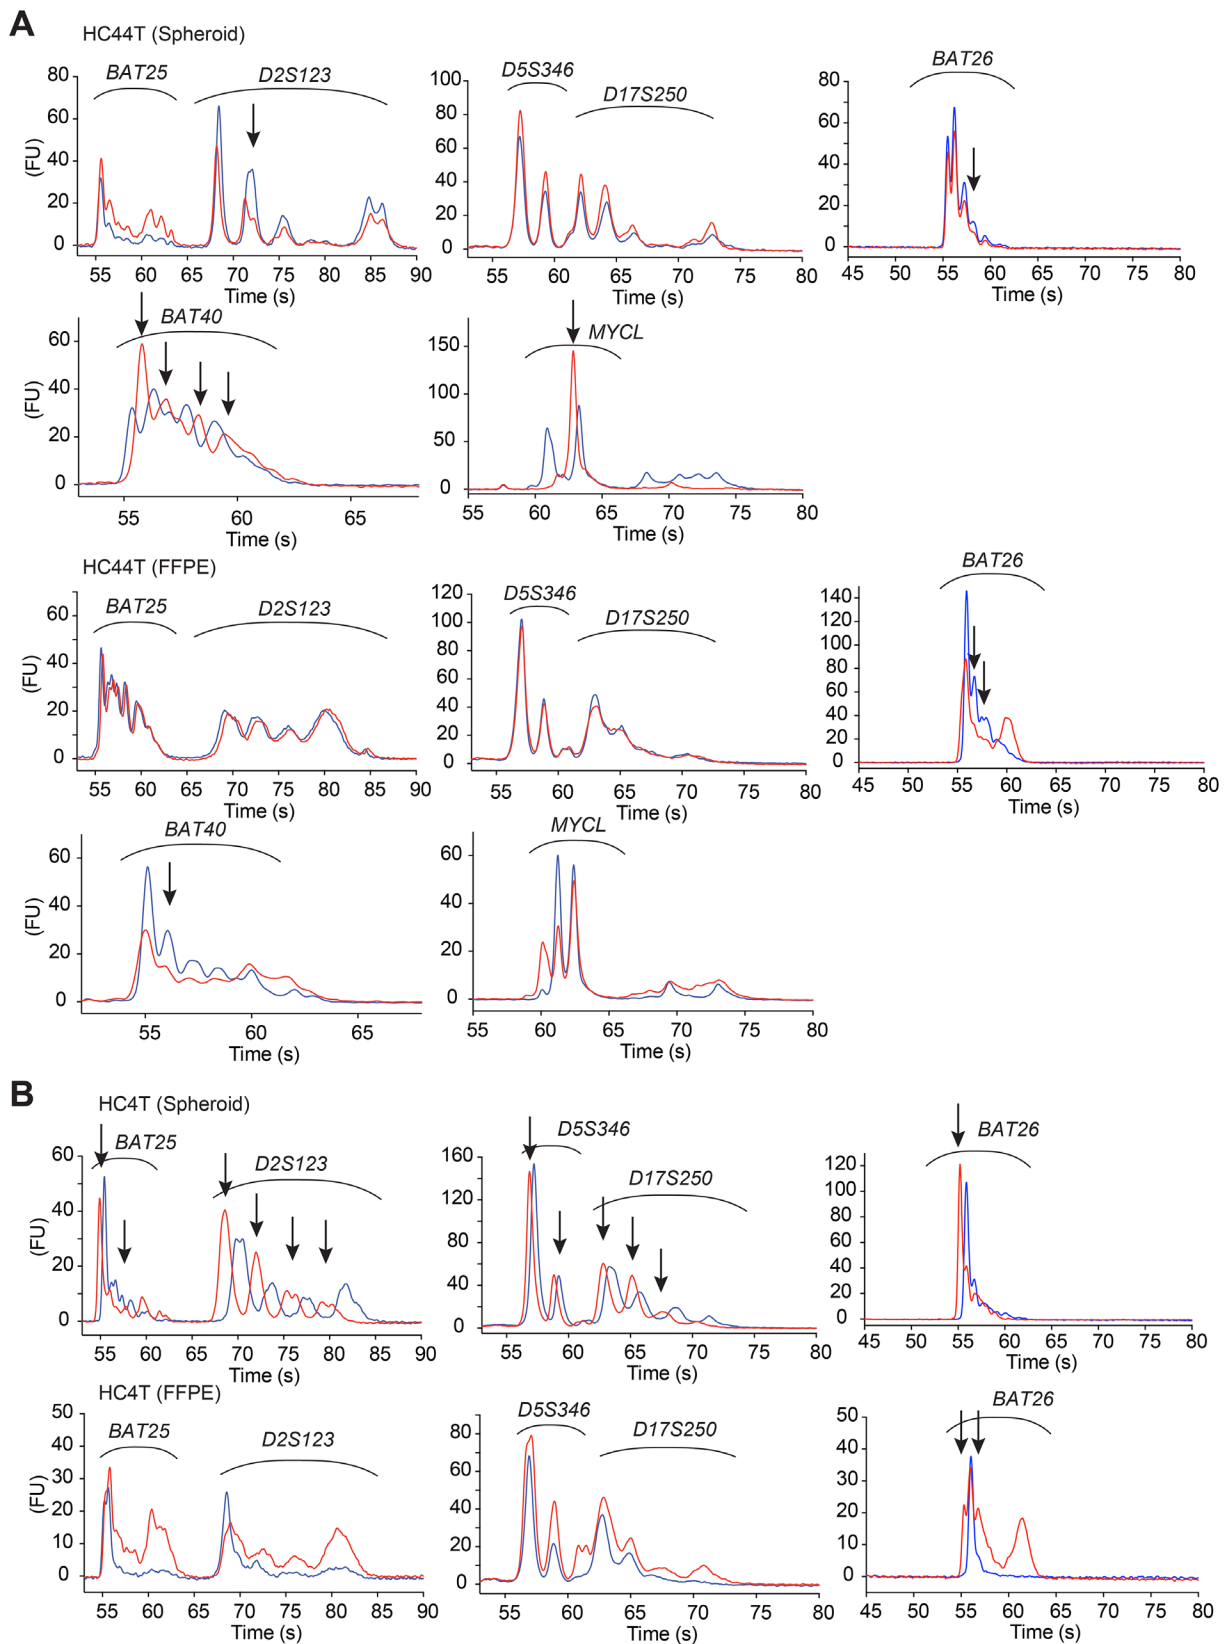 A
HC44T (Spheroid)
BAT25
D2S123
80
60
40
20
0
(FU)
55 60 65 70 75 80 85 90
Time (s)
D5S346
D17S250
100
80
60
40
20
0
55 60 65 70 75 80
Time (s)
BAT26
80
60
40
20
0
45 50 55 60 65 70 75 80
Time (s)
BAT40
60
40
20
0
(FU)
55 60 65
Time (s)
MYCL
150
100
50
0
55 60 65 70 75 80
Time (s)
HC44T (FFPE)
BAT25
D2S123
60
40
20
0
(FU)
55 60 65 70 75 80 85 90
Time (s)
D5S346
D17S250
120
100
80
60
40
20
0
55 60 65 70 75 80
Time (s)
BAT26
140
120
100
80
60
40
20
0
45 50 55 60 65 70 75 80
Time (s)
BAT40
60
40
20
0
(FU)
55 60 65
Time (s)
MYCL
60
40
20
0
55 60 65 70 75 80
Time (s)
B
HC4T (Spheroid)
BAT25
D2S123
60
40
20
0
(FU)
55 60 65 70 75 80 85 90
Time (s)
D5S346
D17S250
160
120
80
40
0
55 60 65 70 75 80
Time (s)
BAT26
120
100
80
60
40
20
0
45 50 55 60 65 70 75 80
Time (s)
HC4T (FFPE)
BAT25
D2S123
50
40
30
20
10
0
(FU)
55 60 65 70 75 80 85 90
Time (s)
D5S346
D17S250
80
60
40
20
0
55 60 65 70 75 80
Time (s)
BAT26
50
40
30
20
10
0
45 50 55 60 65 70 75 80
Time (s)